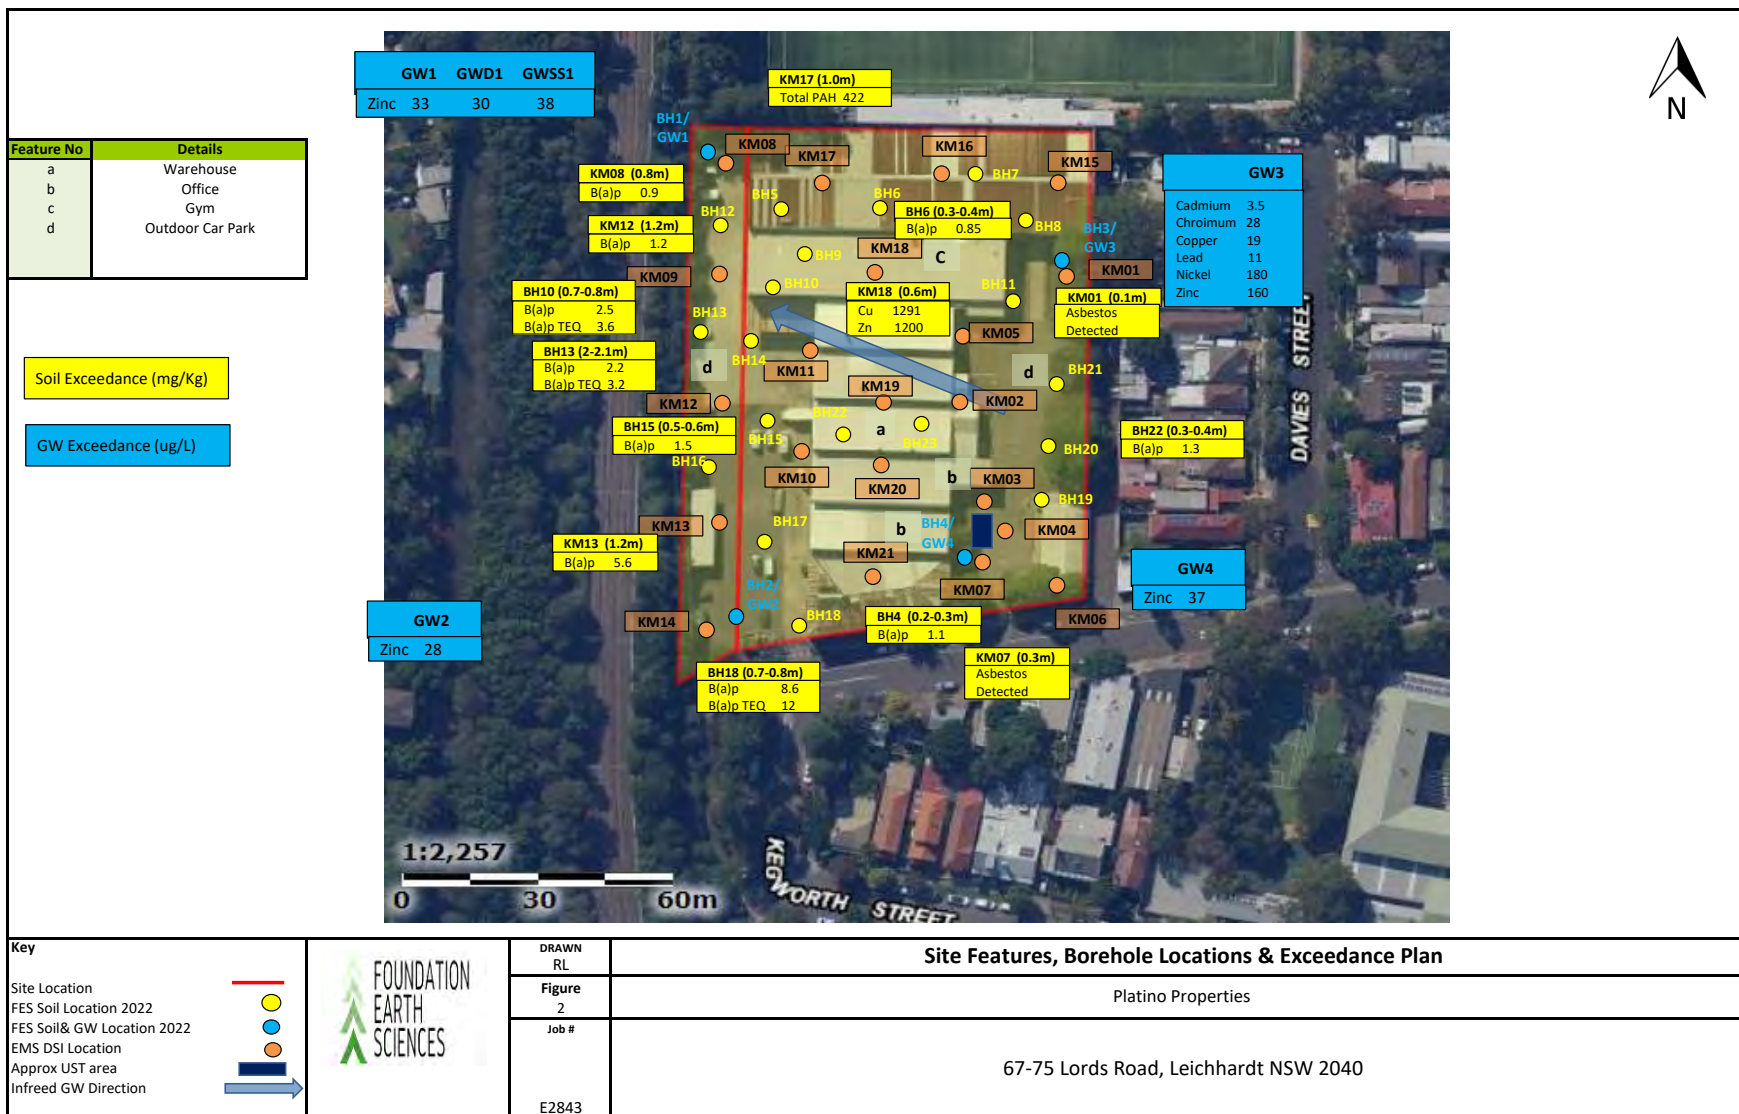 GW1 GWD1 GWSS1
Zinc 33 30 38
KM17 (1.0m)
Total PAH 422
N
Feature No Details
a Warehouse
b Office
c Gym
d Outdoor Car Park
Soil Exceedance (mg/Kg)
GW Exceedance (ug/L)
BH1/
GW1
KM08
KM17
KM16
KM15
KM08 (0.8m)
B(a)p 0.9
BH5
BH6
BH7
BH6 (0.3-0.4m)
B(a)p 0.85
BH8
BH12
KM12 (1.2m)
B(a)p 1.2
BH3/
GW3
GW3
Cadmium 3.5
Chroimum 28
Copper 19
Lead 11
Nickel 180
Zinc 160
KM09
BH9
KM18
C
KM01
BH10
BH10 (0.7-0.8m)
B(a)p 2.5
B(a)p TEQ 3.6
KM18 (0.6m)
Cu 1291
Zn 1200
BH11
KM01 (0.1m)
Asbestos
Detected
BH13
BH13 (2-2.1m)
B(a)p 2.2
B(a)p TEQ 3.2
BH14
KM05
KM11
d
d
BH21
KM19
KM12
KM02
BH15 (0.5-0.6m)
B(a)p 1.5
BH15
BH22
a
BH23
BH20
BH22 (0.3-0.4m)
B(a)p 1.3
BH16
KM10
KM20
b
KM03
BH19
KM13
BH17
b
BH4/
GW4
KM04
KM13 (1.2m)
B(a)p 5.6
KM21
KM07
GW4
Zinc 37
BH2/
GW2
GW2
Zinc 28
KM14
BH18
BH4 (0.2-0.3m)
B(a)p 1.1
KM06
BH18 (0.7-0.8m)
B(a)p 8.6
B(a)p TEQ 12
KM07 (0.3m)
Asbestos
Detected
DAVIES STREET
KEGWORTH STREET
1:2,257
0 30 60m
Key
Site Location
FES Soil Location 2022
FES Soil& GW Location 2022
EMS DSI Location
Approx UST area
Infreed GW Direction
FOUNDATION
EARTH
SCIENCES
DRAWN
RL
Figure
2
Job #
E2843
Site Features, Borehole Locations & Exceedance Plan
Platino Properties
67-75 Lords Road, Leichhardt NSW 2040